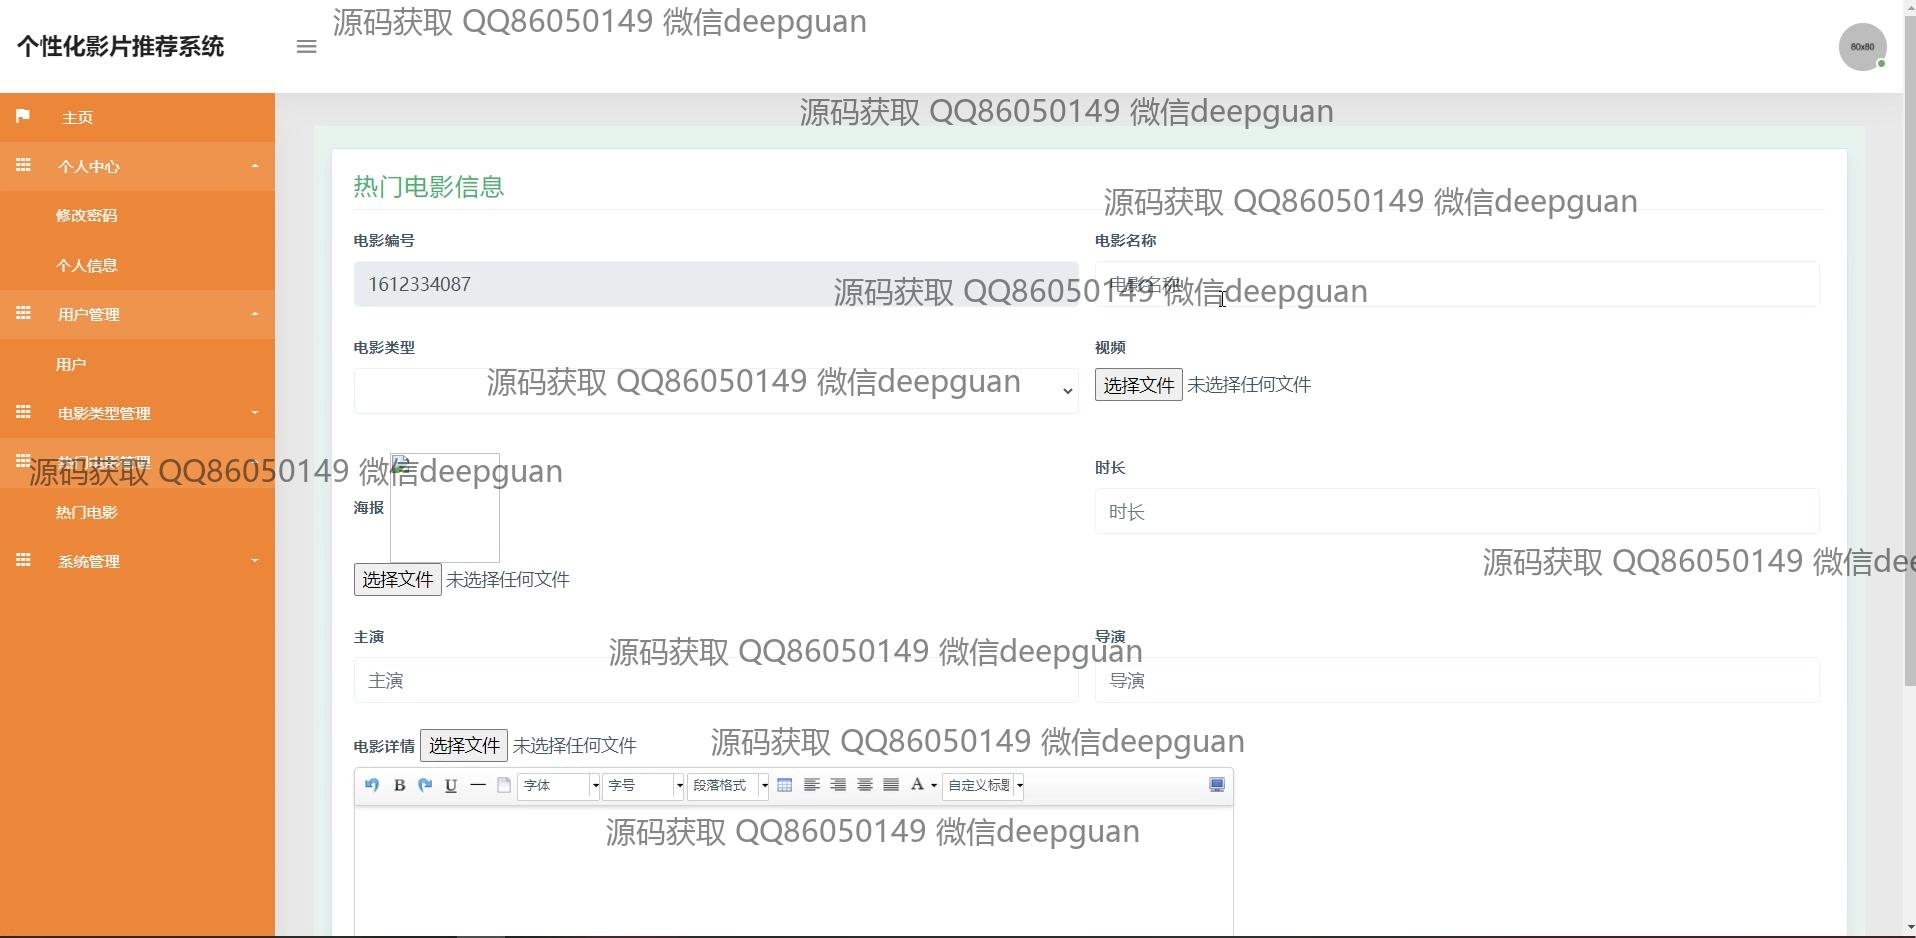 源码获取 QQ86050149 微信deepguan
个性化影片推荐系统
80x80
主页
源码获取 QQ86050149 微信deepguan
个人中心
修改密码
个人信息
用户管理
用户
电影类型管理
热门电影管理
热门电影
系统管理
热门电影信息
源码获取 QQ86050149 微信deepguan
电影编号
电影名称
1612334087
电影名称
源码获取 QQ86050149 微信deepguan
电影类型
视频
源码获取 QQ86050149 微信deepguan
选择文件 未选择任何文件
源码获取 QQ86050149 微信deepguan
海报
时长
时长
选择文件 未选择任何文件
源码获取 QQ86050149 微信dee
主演
导演
源码获取 QQ86050149 微信deepguan
主演
导演
电影详情 选择文件 未选择任何文件
源码获取 QQ86050149 微信deepguan
B U 字体 字号 段落格式 A 自定义标题
源码获取 QQ86050149 微信deepguan